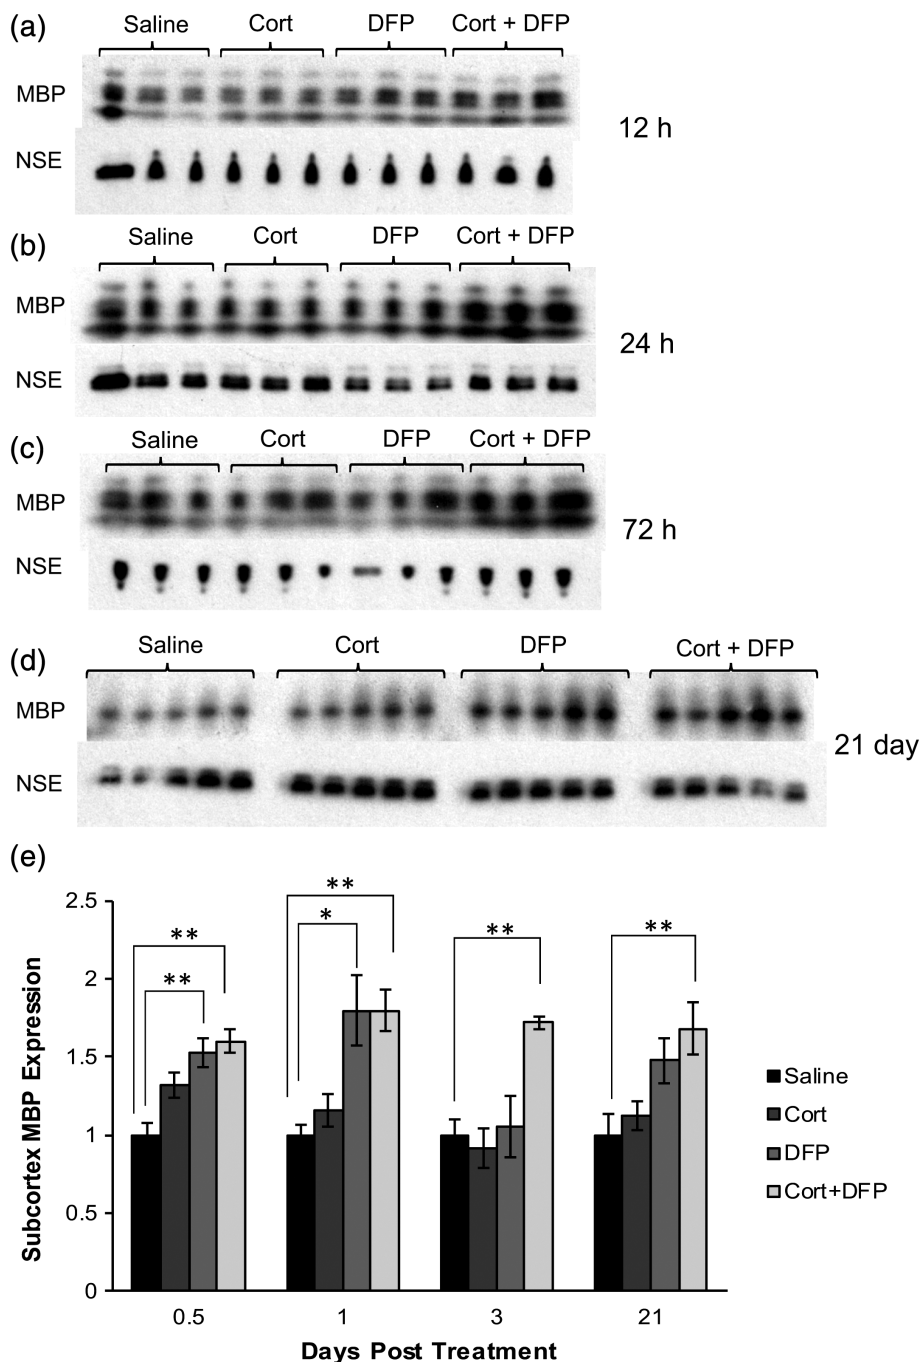 (a)
Saline Cort DFP Cort + DFP
MBP
12 h
NSE
(b)
Saline Cort DFP Cort + DFP
MBP
24 h
NSE
(c)
Saline Cort DFP Cort + DFP
MBP
72 h
NSE
(d)
Saline Cort DFP Cort + DFP
MBP
21 day
NSE
(e)
Subcortex MBP Expression
2.5
2
1.5
1
0.5
0
** ** ** * ** **
0.5 1 3 21
Days Post Treatment
Saline
Cort
DFP
Cort+DFP